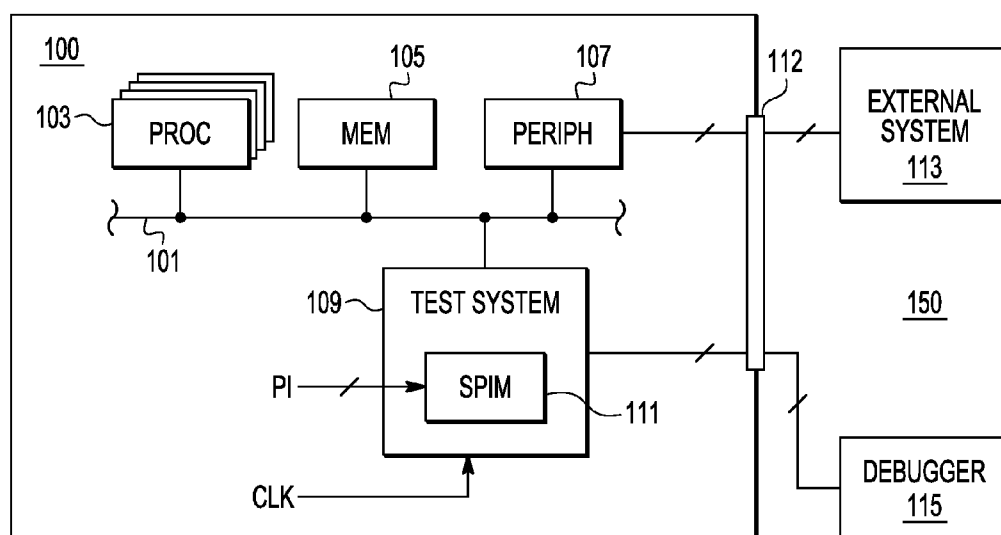 100
103
PROC
105
MEM
107
PERIPH
112
EXTERNAL
SYSTEM
113
101
109
TEST SYSTEM
PI
SPIM
111
150
CLK
DEBUGGER
115